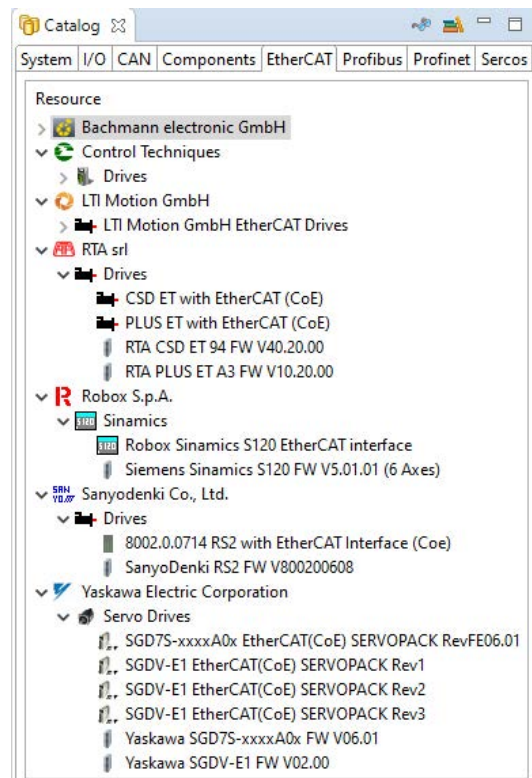 Catalog
System I/O CAN Components EtherCAT Profibus Profinet Sercos
Resource
Bachmann electronic GmbH
Control Techniques
Drives
LTI Motion GmbH
LTI Motion GmbH EtherCAT Drives
RTA srl
Drives
CSD ET with EtherCAT (CoE)
PLUS ET with EtherCAT (CoE)
RTA CSD ET 94 FW V40.20.00
RTA PLUS ET A3 FW V10.20.00
Robox S.p.A.
S120 Sinamics
S120 Robox Sinamics S120 EtherCAT interface
Siemens Sinamics S120 FW V5.01.01 (6 Axes)
Sanyodenki Co., Ltd.
Drives
8002.0.0714 RS2 with EtherCAT Interface (Coe)
SanyoDenki RS2 FW V800200608
Yaskawa Electric Corporation
Servo Drives
SGD7S-xxxxA0x EtherCAT(CoE) SERVOPACK RevFE06.01
SGDV-E1 EtherCAT(CoE) SERVOPACK Rev1
SGDV-E1 EtherCAT(CoE) SERVOPACK Rev2
SGDV-E1 EtherCAT(CoE) SERVOPACK Rev3
Yaskawa SGD7S-xxxxA0x FW V06.01
Yaskawa SGDV-E1 FW V02.00